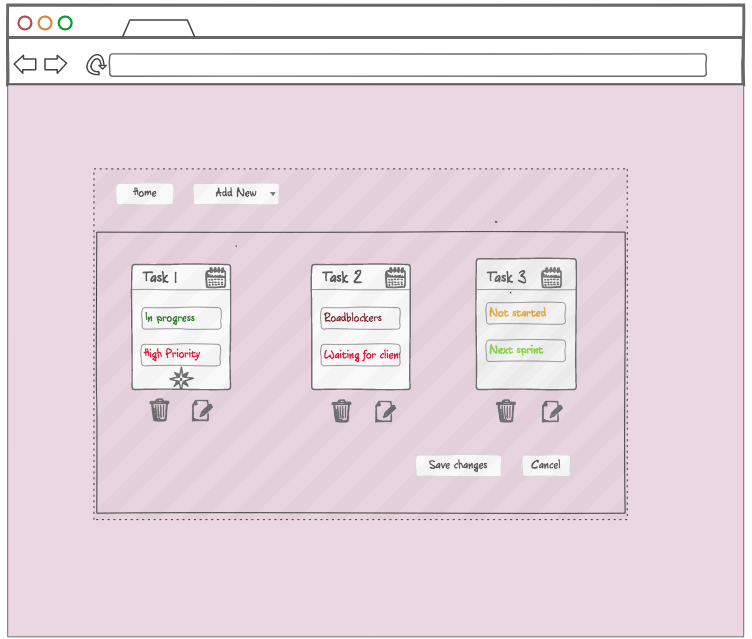 Home
Add New
Task 1
In progress
High Priority
Task 2
Roadblockers
Waiting for client
Task 3
Not started
Next sprint
Save changes
Cancel